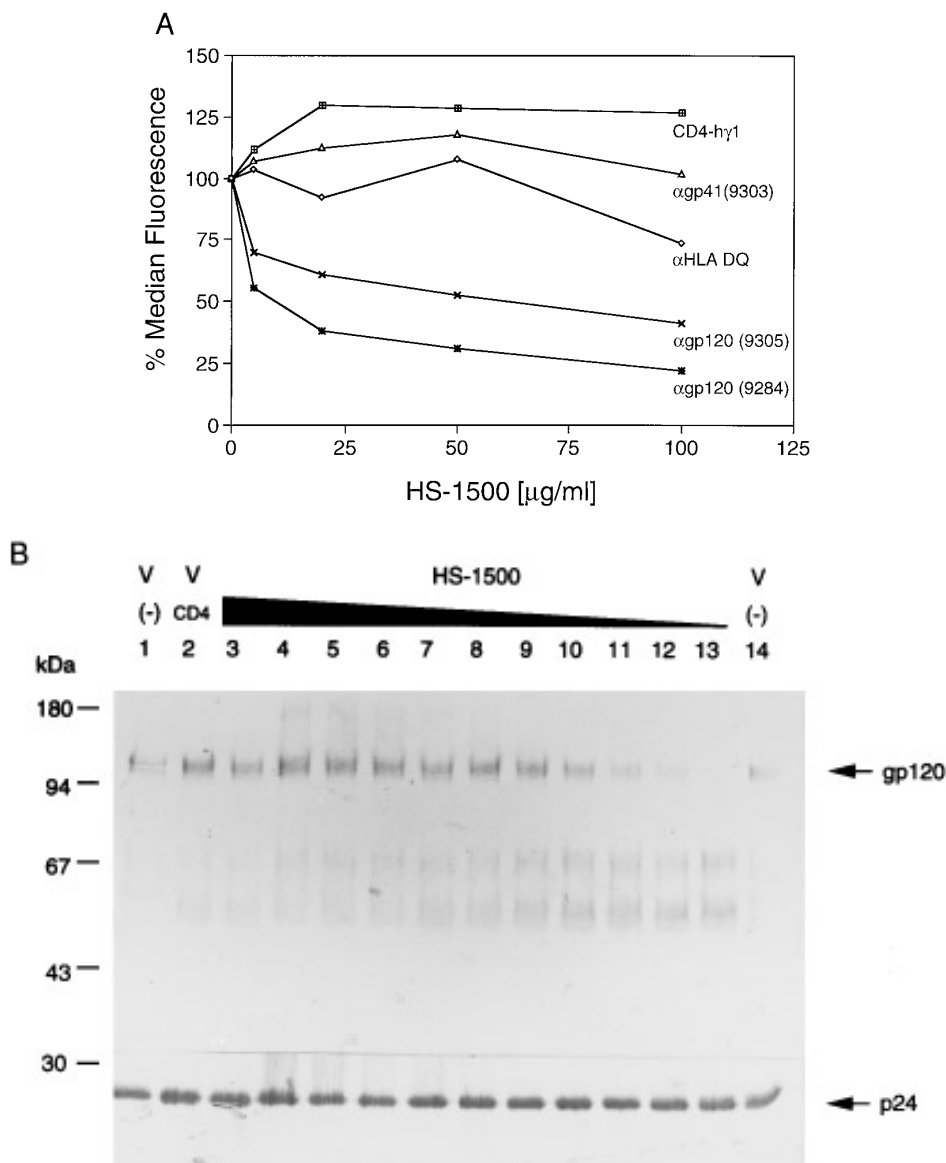 A
150
125
100
75
50
25
0
% Median Fluorescence
CD4-hγ1
αgp41(9303)
αHLA DQ
αgp120 (9305)
αgp120 (9284)
0 25 50 75 100 125
HS-1500 [μg/ml]
B
V V HS-1500 V
(-) CD4 (-)
kDa 1 2 3 4 5 6 7 8 9 10 11 12 13 14
180
gp120
94
67
43
30
p24